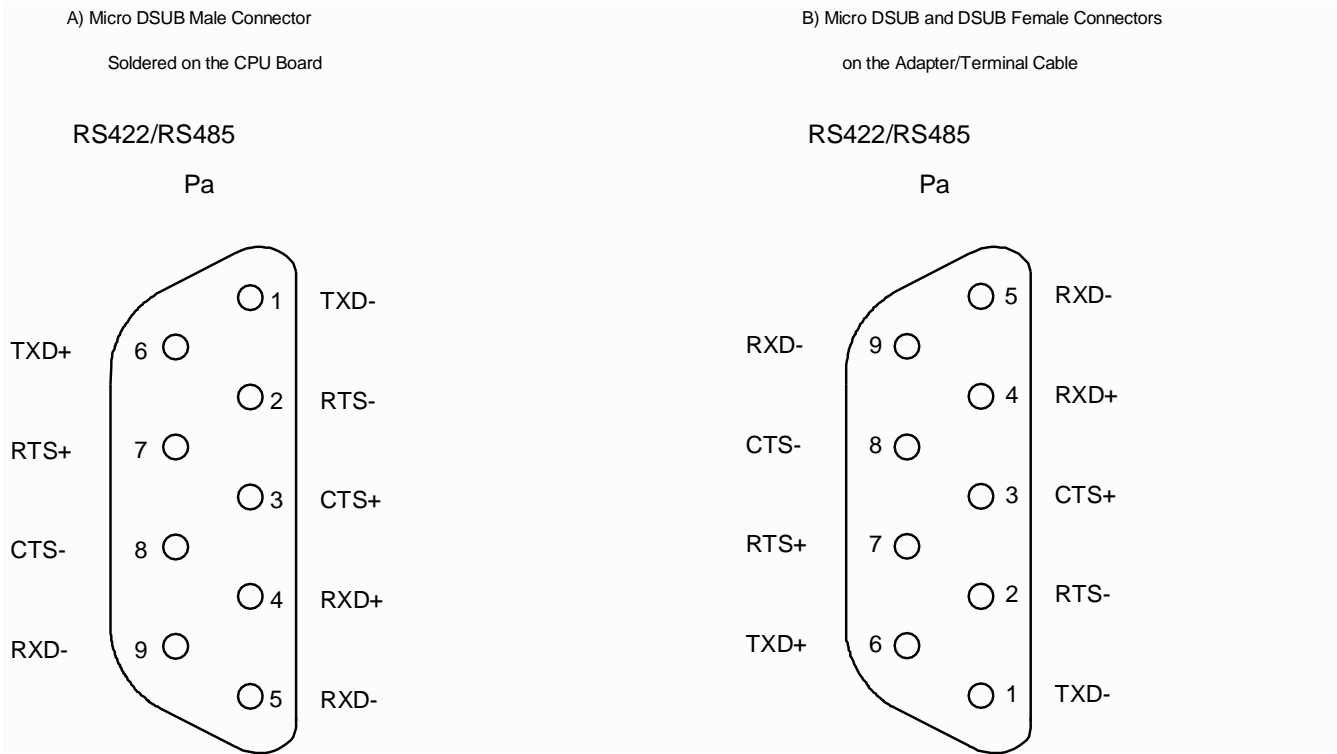 A) Micro DSUB Male Connector
Soldered on the CPU Board
RS422/RS485
Pa
1 TXD-
TXD+ 6
2 RTS-
RTS+ 7
3 CTS+
CTS- 8
4 RXD+
RXD- 9
5 RXD-
B) Micro DSUB and DSUB Female Connectors
on the Adapter/Terminal Cable
RS422/RS485
Pa
5 RXD-
RXD- 9
4 RXD+
CTS- 8
3 CTS+
RTS+ 7
2 RTS-
TXD+ 6
1 TXD-